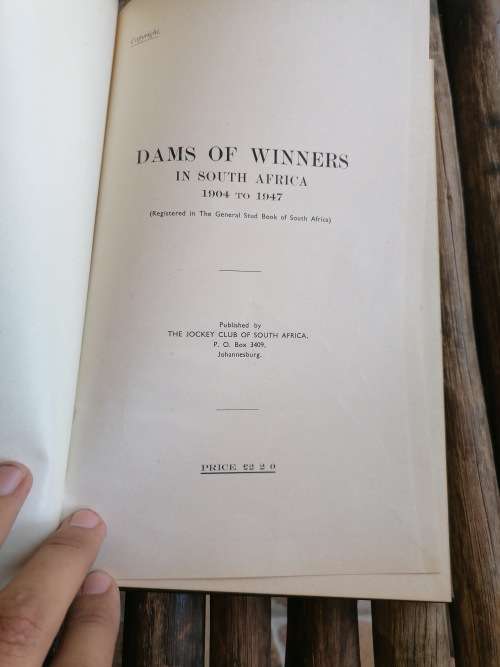 Copyright.
DAMS OF WINNERS
IN SOUTH AFRICA
1904 TO 1947
(Registered in The General Stud Book of South Africa)
Published by
THE JOCKEY CLUB OF SOUTH AFRICA.
P. O. Box 3409,
Johannesburg.
PRICE £2 2 0